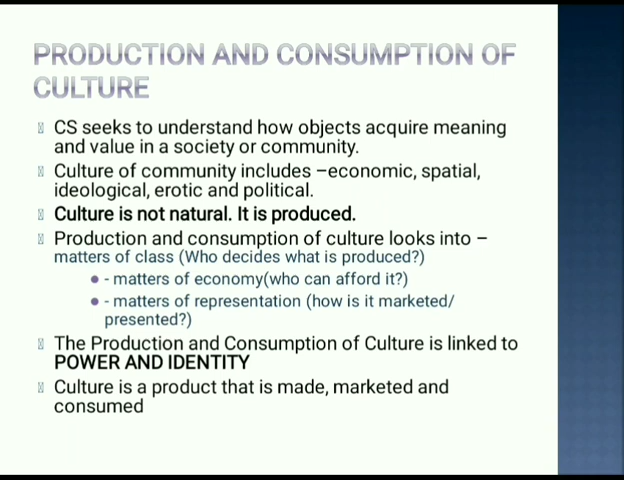 PRODUCTION AND CONSUMPTION OF
CULTURE
CS seeks to understand how objects acquire meaning
and value in a society or community.
Culture of community includes –economic, spatial,
ideological, erotic and political.
Culture is not natural. It is produced.
Production and consumption of culture looks into –
matters of class (Who decides what is produced?)
● - matters of economy(who can afford it?)
● - matters of representation (how is it marketed/
presented?)
The Production and Consumption of Culture is linked to
POWER AND IDENTITY
Culture is a product that is made, marketed and
consumed